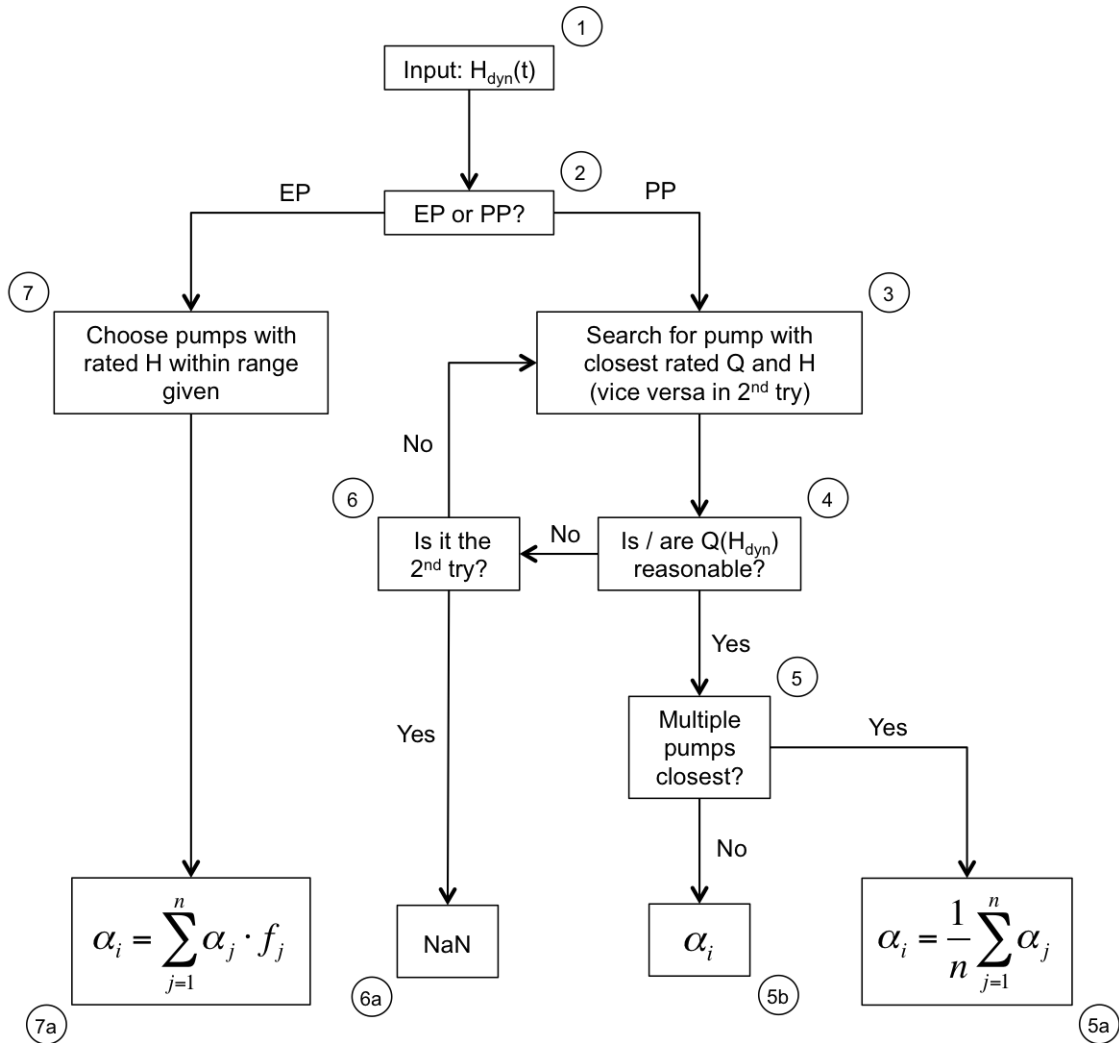 1
Input: H_dyn(t)
2
EP
PP
EP or PP?
7
3
Choose pumps with
rated H within range
given
Search for pump with
closest rated Q and H
(vice versa in 2nd try)
No
6
4
Is it the
2nd try?
No
Is / are Q(H_dyn)
reasonable?
Yes
5
Yes
Multiple
pumps
closest?
Yes
No
α_i = ∑_{j=1}^{n} α_j · f_j
NaN
α_i
α_i = 1/n ∑_{j=1}^{n} α_j
7a
6a
5b
5a